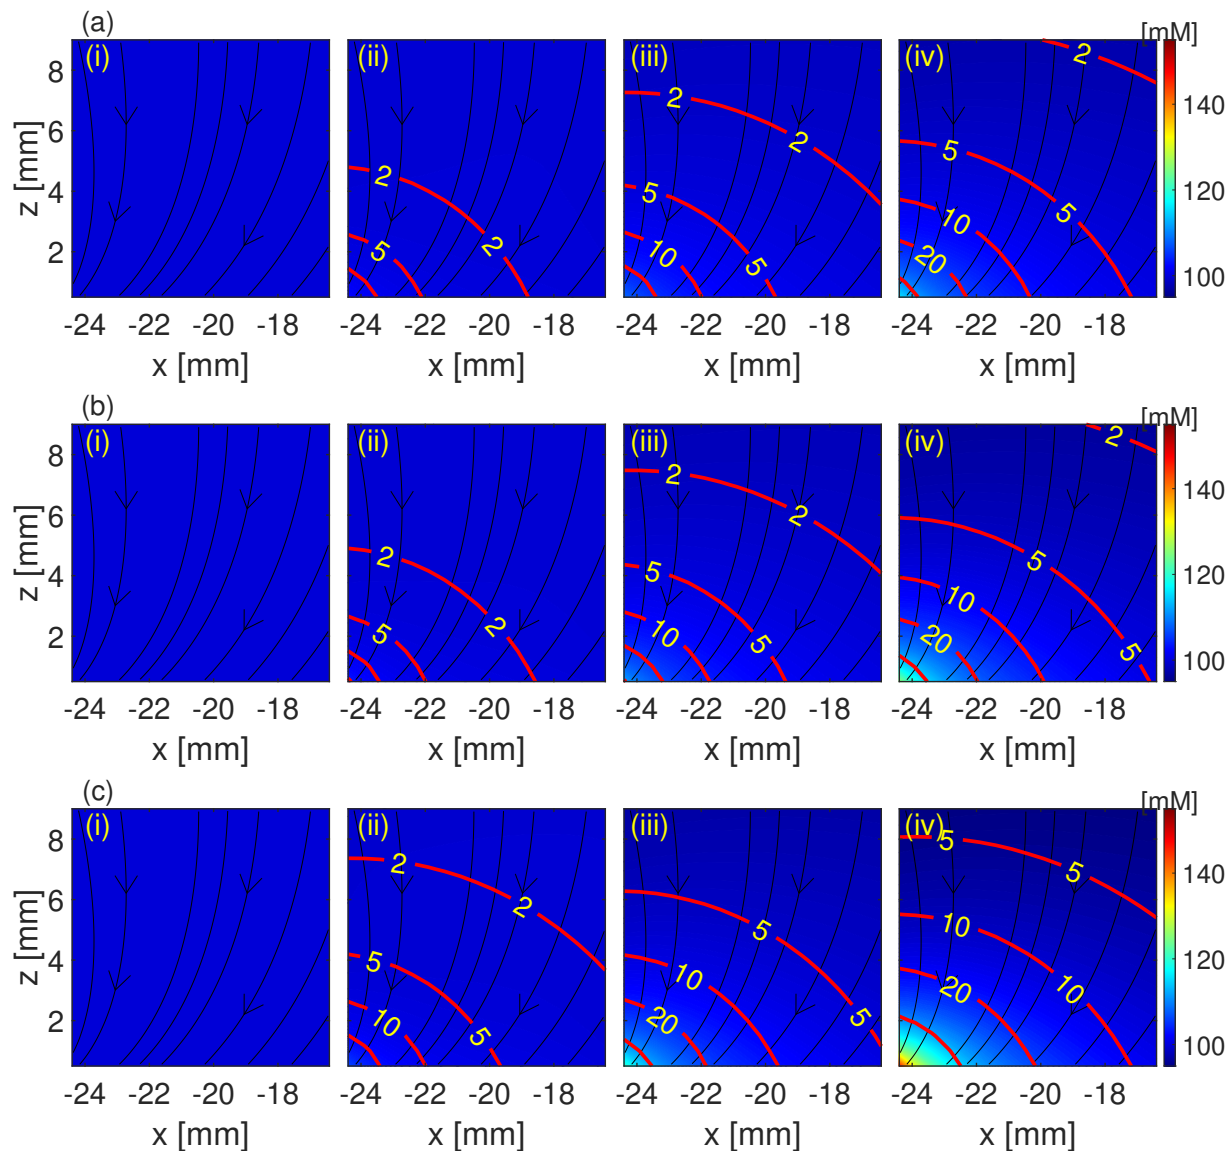 (a)
[mM]
(i) (ii) (iii) (iv)
8 6 4 2
z [mm]
2 2 5
2 2 5 5 10
2 5 5 10 20
140 120 100
-24 -22 -20 -18 -24 -22 -20 -18 -24 -22 -20 -18 -24 -22 -20 -18
x [mm] x [mm] x [mm] x [mm]
(b)
[mM]
(i) (ii) (iii) (iv)
8 6 4 2
z [mm]
2 2 5
2 2 5 5 10
2 5 5 10 20
140 120 100
-24 -22 -20 -18 -24 -22 -20 -18 -24 -22 -20 -18 -24 -22 -20 -18
x [mm] x [mm] x [mm] x [mm]
(c)
[mM]
(i) (ii) (iii) (iv)
8 6 4 2
z [mm]
2 2 5 5 10
5 5 10 20
5 5 10 10 20
140 120 100
-24 -22 -20 -18 -24 -22 -20 -18 -24 -22 -20 -18 -24 -22 -20 -18
x [mm] x [mm] x [mm] x [mm]